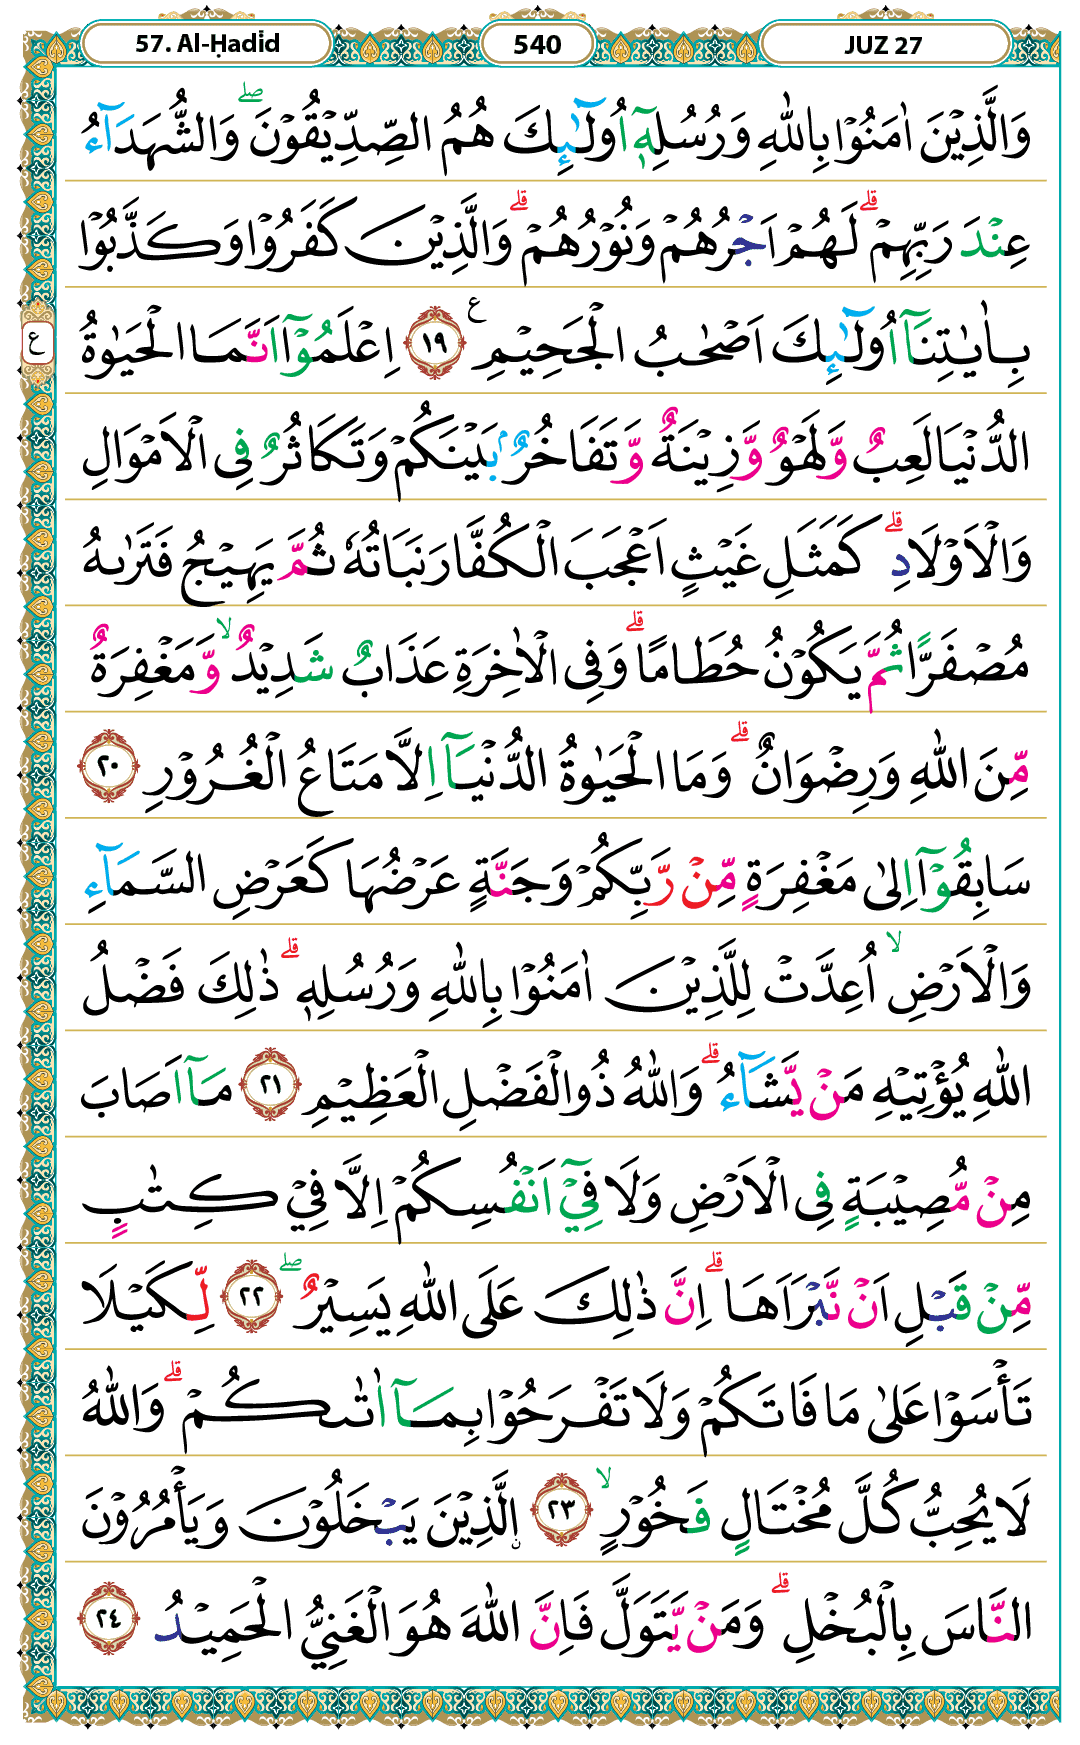 57. Al-Ḥadīd
540
JUZ 27
وَالَّذِيْنَ اٰمَنُوْا بِاللّٰهِ وَرُسُلِهٖۤ اُولٰٓئِكَ هُمُ الصِّدِّيْقُوْنَ ۖ وَالشُّهَدَآءُ
عِنْدَ رَبِّهِمْ ؕ لَهُمْ اَجْرُهُمْ وَنُوْرُهُمْ ؕ وَالَّذِيْنَ كَفَرُوْا وَكَذَّبُوْا
بِاٰيٰتِنَاۤ اُولٰٓئِكَ اَصْحٰبُ الْجَحِيْمِ ۧ ١٩ اِعْلَمُوْۤا اَنَّمَا الْحَيٰوةُ
ع
الدُّنْيَا لَعِبٌ وَّلَهْوٌ وَّزِيْنَةٌ وَّتَفَاخُرٌۢ بَيْنَكُمْ وَتَكَاثُرٌ فِى الْاَمْوَالِ
وَالْاَوْلَادِ ؕ كَمَثَلِ غَيْثٍ اَعْجَبَ الْكُفَّارَ نَبَاتُهٗ ثُمَّ يَهِيْجُ فَتَرٰىهُ
مُصْفَرًّا ثُمَّ يَكُوْنُ حُطَامًا ؕ وَفِى الْاٰخِرَةِ عَذَابٌ شَدِيْدٌ ۙ وَّمَغْفِرَةٌ
مِّنَ اللّٰهِ وَرِضْوَانٌ ؕ وَمَا الْحَيٰوةُ الدُّنْيَاۤ اِلَّا مَتَاعُ الْغُرُوْرِ ٢٠
سَابِقُوْۤا اِلٰى مَغْفِرَةٍ مِّنْ رَّبِّكُمْ وَجَنَّةٍ عَرْضُهَا كَعَرْضِ السَّمَآءِ
وَالْاَرْضِ ۙ اُعِدَّتْ لِلَّذِيْنَ اٰمَنُوْا بِاللّٰهِ وَرُسُلِهٖ ؕ ذٰلِكَ فَضْلُ
اللّٰهِ يُؤْتِيْهِ مَنْ يَّشَآءُ ؕ وَاللّٰهُ ذُو الْفَضْلِ الْعَظِيْمِ ٢١ مَاۤ اَصَابَ
مِنْ مُّصِيْبَةٍ فِى الْاَرْضِ وَلَا فِيْۤ اَنْفُسِكُمْ اِلَّا فِيْ كِتٰبٍ
مِّنْ قَبْلِ اَنْ نَّبْرَاَهَا ؕ اِنَّ ذٰلِكَ عَلَى اللّٰهِ يَسِيْرٌ ۖ ٢٢ لِّكَيْلَا
تَأْسَوْا عَلٰى مَا فَاتَكُمْ وَلَا تَفْرَحُوْا بِمَاۤ اٰتٰىكُمْ ؕ وَاللّٰهُ
لَا يُحِبُّ كُلَّ مُخْتَالٍ فَخُوْرٍ ۙ ٢٣ اۨلَّذِيْنَ يَبْخَلُوْنَ وَيَأْمُرُوْنَ
النَّاسَ بِالْبُخْلِ ؕ وَمَنْ يَّتَوَلَّ فَاِنَّ اللّٰهَ هُوَ الْغَنِيُّ الْحَمِيْدُ ٢٤